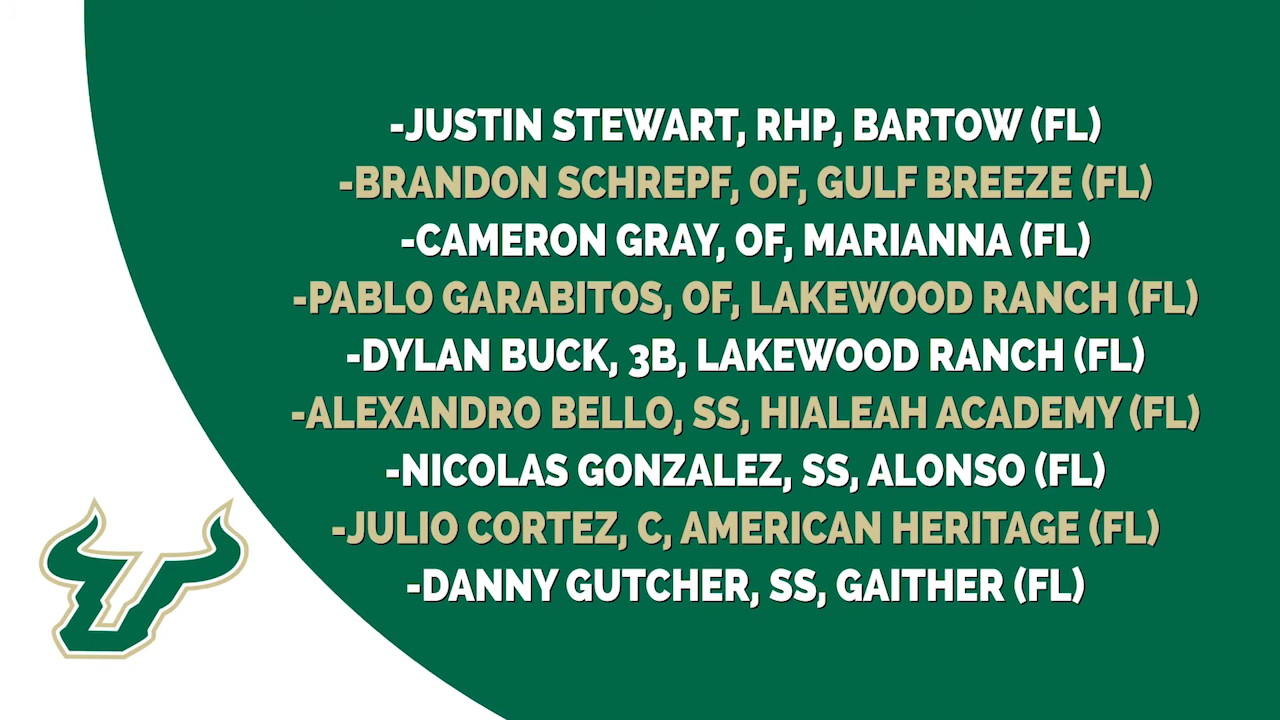 -JUSTIN STEWART, RHP, BARTOW (FL)
-BRANDON SCHREPF, OF, GULF BREEZE (FL)
-CAMERON GRAY, OF, MARIANNA (FL)
-PABLO GARABITOS, OF, LAKEWOOD RANCH (FL)
-DYLAN BUCK, 3B, LAKEWOOD RANCH (FL)
-ALEXANDRO BELLO, SS, HIALEAH ACADEMY (FL)
-NICOLAS GONZALEZ, SS, ALONSO (FL)
-JULIO CORTEZ, C, AMERICAN HERITAGE (FL)
-DANNY GUTCHER, SS, GAITHER (FL)